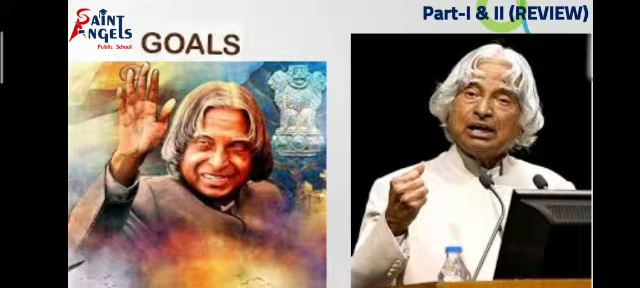 SAINT
ANGELS
Public School
GOALS
Part-I & II (REVIEW)